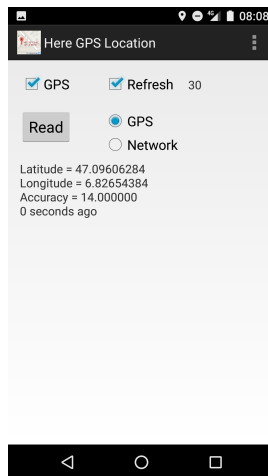 4G 08:08
Here GPS Location
GPS Refresh 30
Read GPS
Network
Latitude = 47.09606284
Longitude = 6.82654384
Accuracy = 14.000000
0 seconds ago